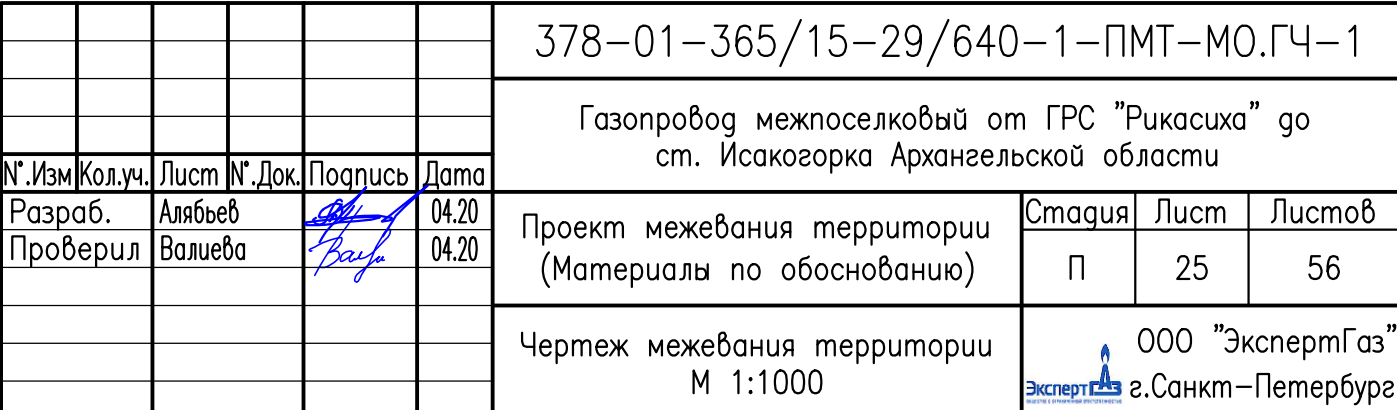 378-01-365/15-29/640-1-ПМТ-МО.ГЧ-1
Газопровод межпоселковый от ГРС "Рикасиха" до
ст. Исакогорка Архангельской области
N°.Изм Кол.уч. Лист N°.Док. Подпись Дата
Разраб. Алябьев 04.20
Проверил Валиева 04.20
Проект межевания территории
(Материалы по обоснованию)
Стадия Лист Листов
П 25 56
Чертеж межевания территории
М 1:1000
ООО "ЭкспертГаз"
г.Санкт-Петербург
Эксперт ГАЗ